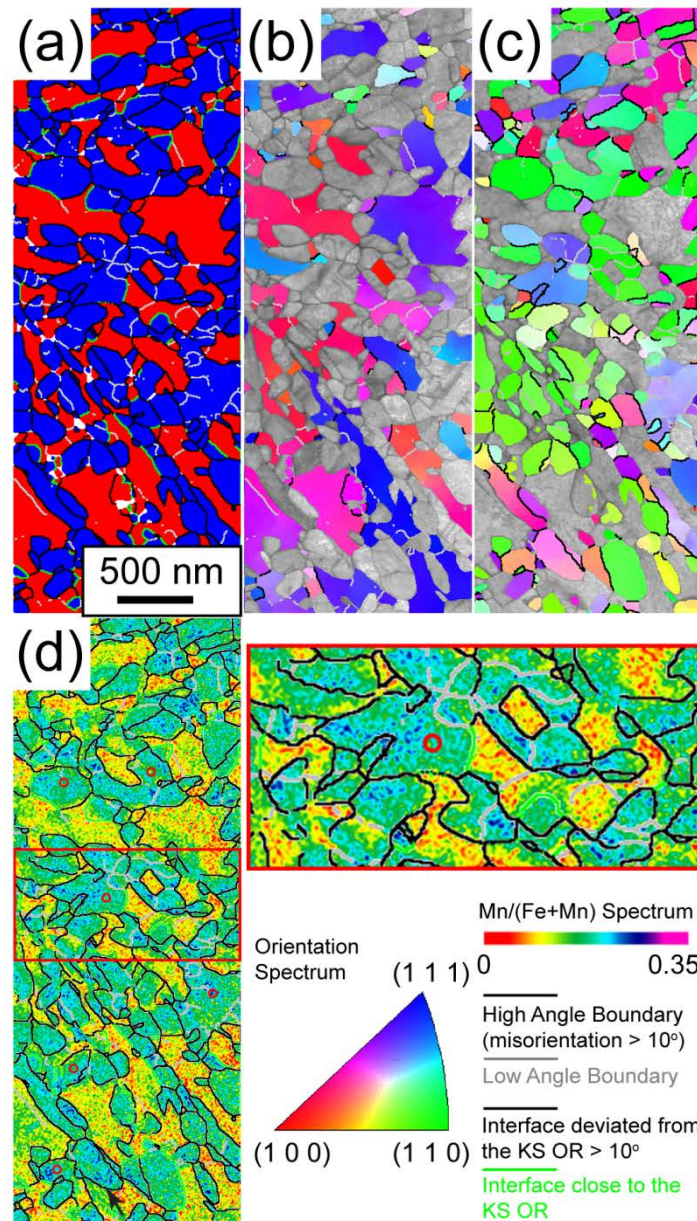 (a)
(b)
(c)
500 nm
(d)
Mn/(Fe+Mn) Spectrum
0
0.35
Orientation
Spectrum
(1 1 1)
(1 0 0)
(1 1 0)
High Angle Boundary
(misorientation > 10º)
Low Angle Boundary
Interface deviated from
the KS OR > 10º
Interface close to the
KS OR